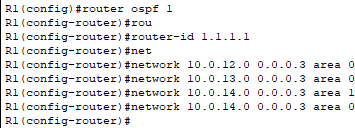 R1(config)#router ospf 1
R1(config-router)#rou
R1(config-router)#router-id 1.1.1.1
R1(config-router)#net
R1(config-router)#network 10.0.12.0 0.0.0.3 area 0
R1(config-router)#network 10.0.13.0 0.0.0.3 area 0
R1(config-router)#network 10.0.14.0 0.0.0.3 area 1
R1(config-router)#network 10.0.14.0 0.0.0.3 area 0
R1(config-router)#